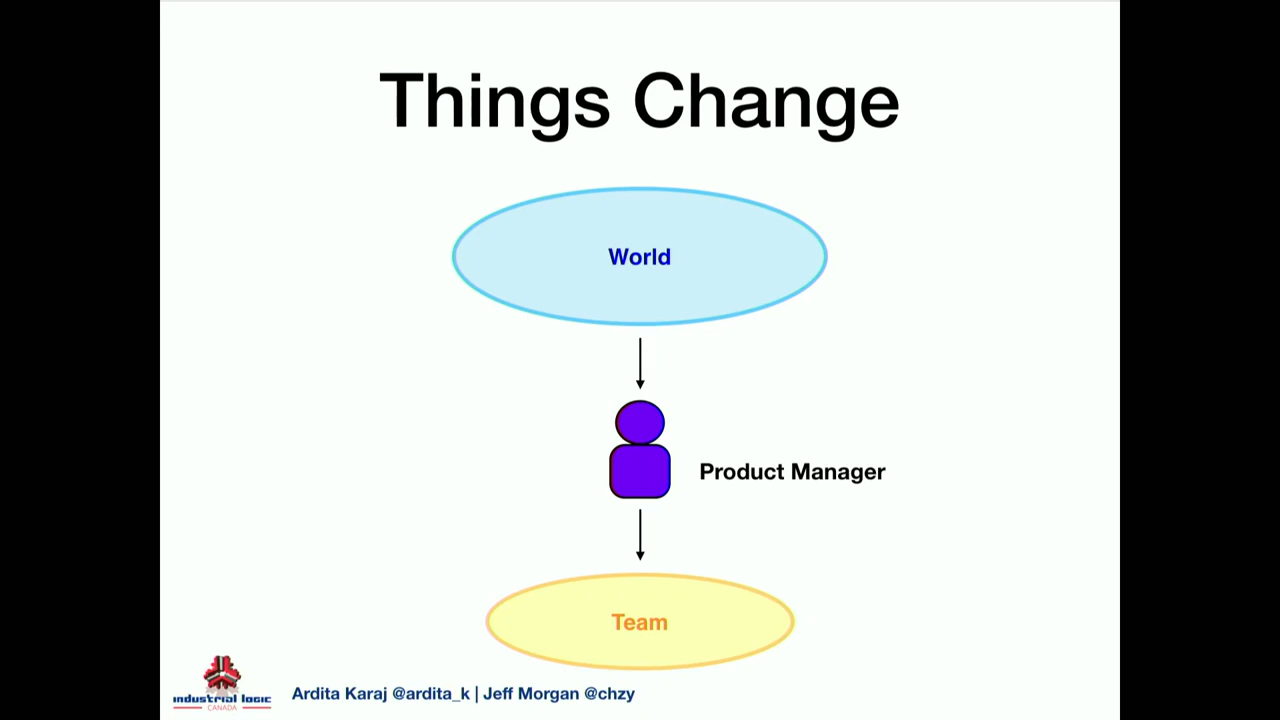 Things Change
World
Product Manager
Team
industrial logic
CANADA
Ardita Karaj @ardita_k | Jeff Morgan @chzy